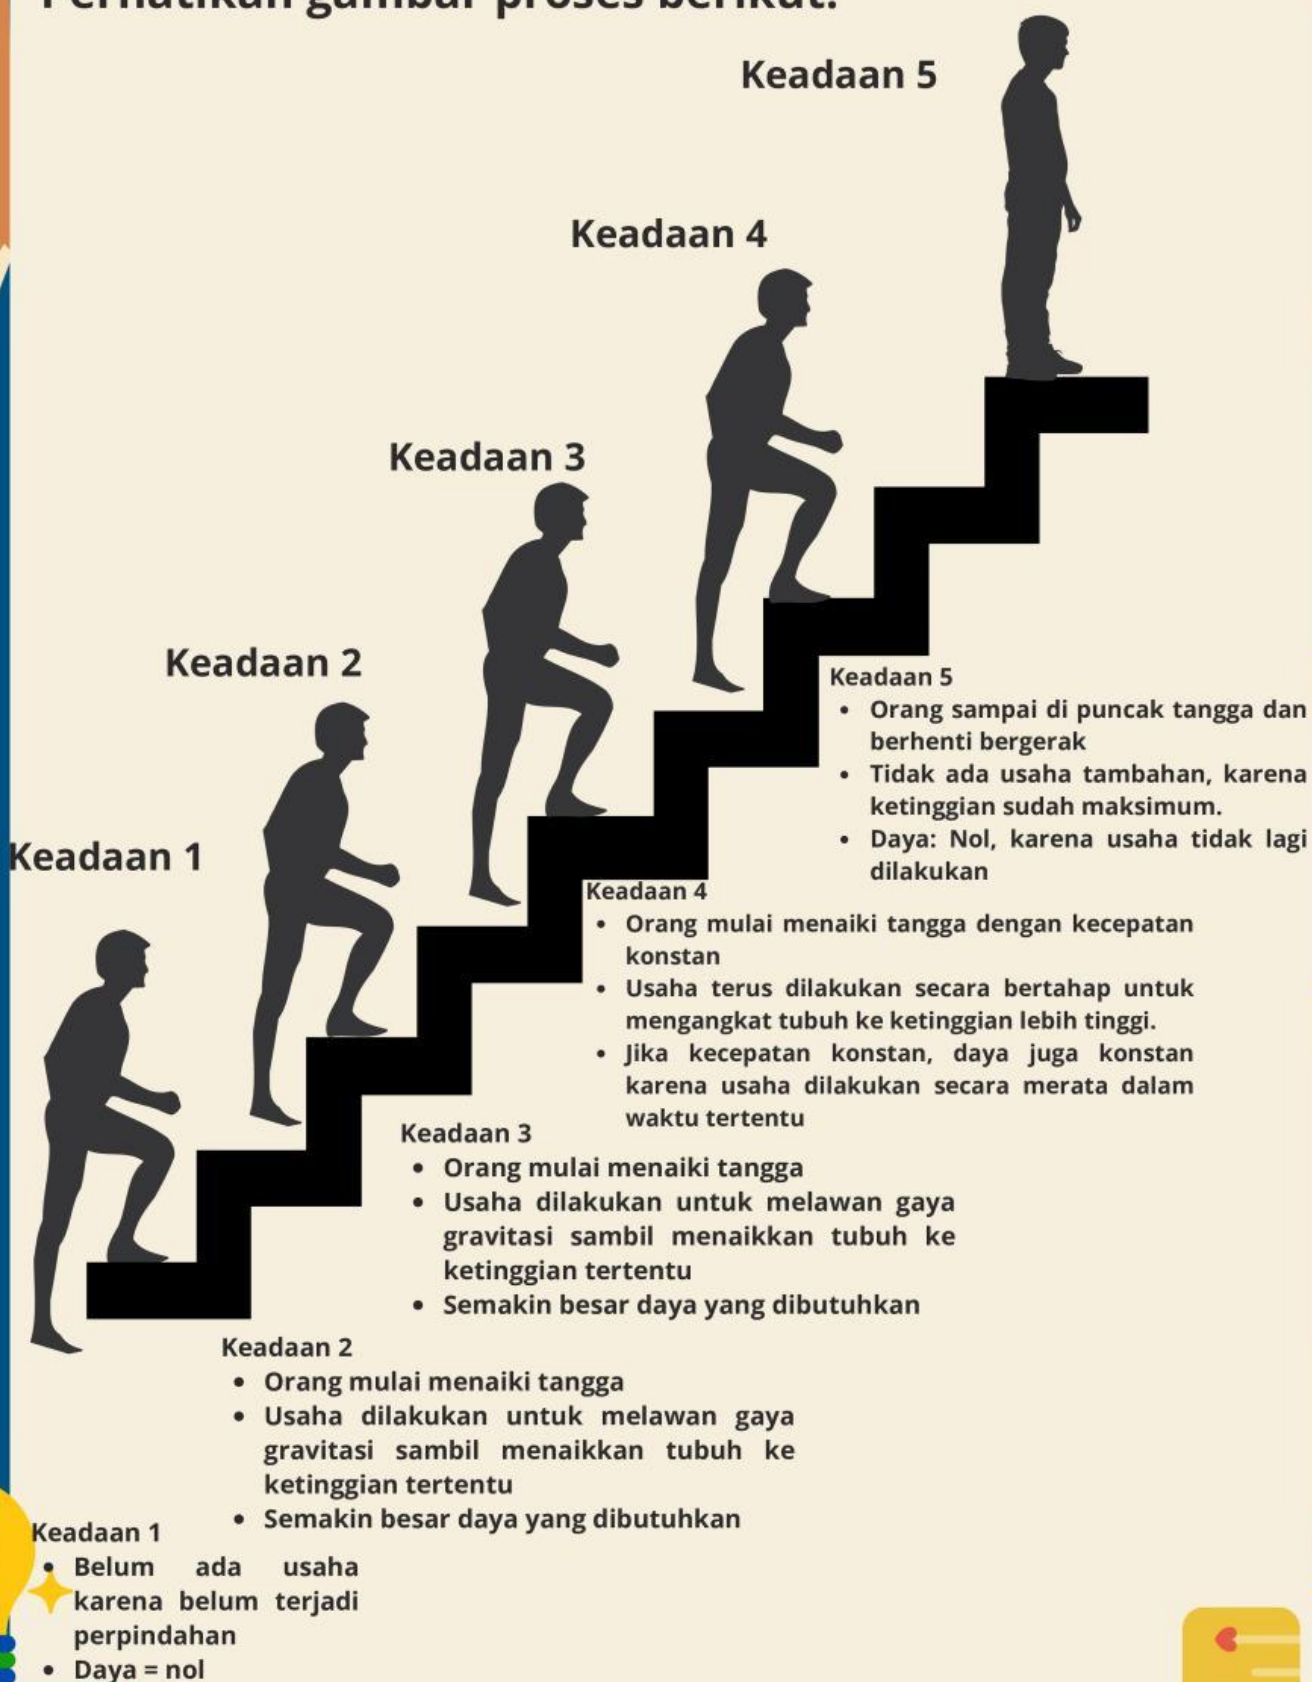 Perhatikan gambar proses berikut.
Keadaan 5
Keadaan 4
Keadaan 3
Keadaan 2
Keadaan 1
Keadaan 5
• Orang sampai di puncak tangga dan
berhenti bergerak
• Tidak ada usaha tambahan, karena
ketinggian sudah maksimum.
• Daya: Nol, karena usaha tidak lagi
dilakukan
Keadaan 4
• Orang mulai menaiki tangga dengan kecepatan
konstan
• Usaha terus dilakukan secara bertahap untuk
mengangkat tubuh ke ketinggian lebih tinggi.
• Jika kecepatan konstan, daya juga konstan
karena usaha dilakukan secara merata dalam
waktu tertentu
Keadaan 3
• Orang mulai menaiki tangga
• Usaha dilakukan untuk melawan gaya
gravitasi sambil menaikkan tubuh ke
ketinggian tertentu
• Semakin besar daya yang dibutuhkan
Keadaan 2
• Orang mulai menaiki tangga
• Usaha dilakukan untuk melawan gaya
gravitasi sambil menaikkan tubuh ke
ketinggian tertentu
• Semakin besar daya yang dibutuhkan
Keadaan 1
• Belum ada usaha
karena belum terjadi
perpindahan
• Daya = nol